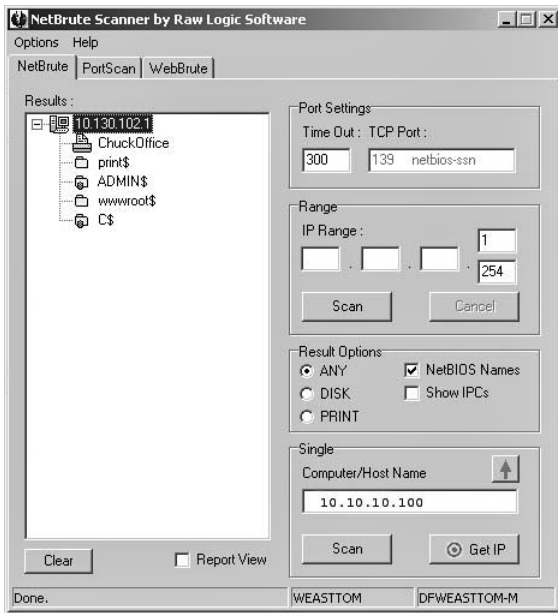 NetBrute Scanner by Raw Logic Software
Options Help
NetBrute PortScan WebBrute
Results :
10.130.102.1
ChuckOffice
print$
ADMIN$
wwwroot$
C$
Clear
Report View
Port Settings
Time Out : TCP Port :
300 139 netbios-ssn
Range
IP Range :
1
. . .
254
Scan Cancel
Result Options
ANY NetBIOS Names
DISK Show IPCs
PRINT
Single
Computer/Host Name
10.10.10.100
Scan Get IP
Done. WEASTTOM DFWEASTTOM-M